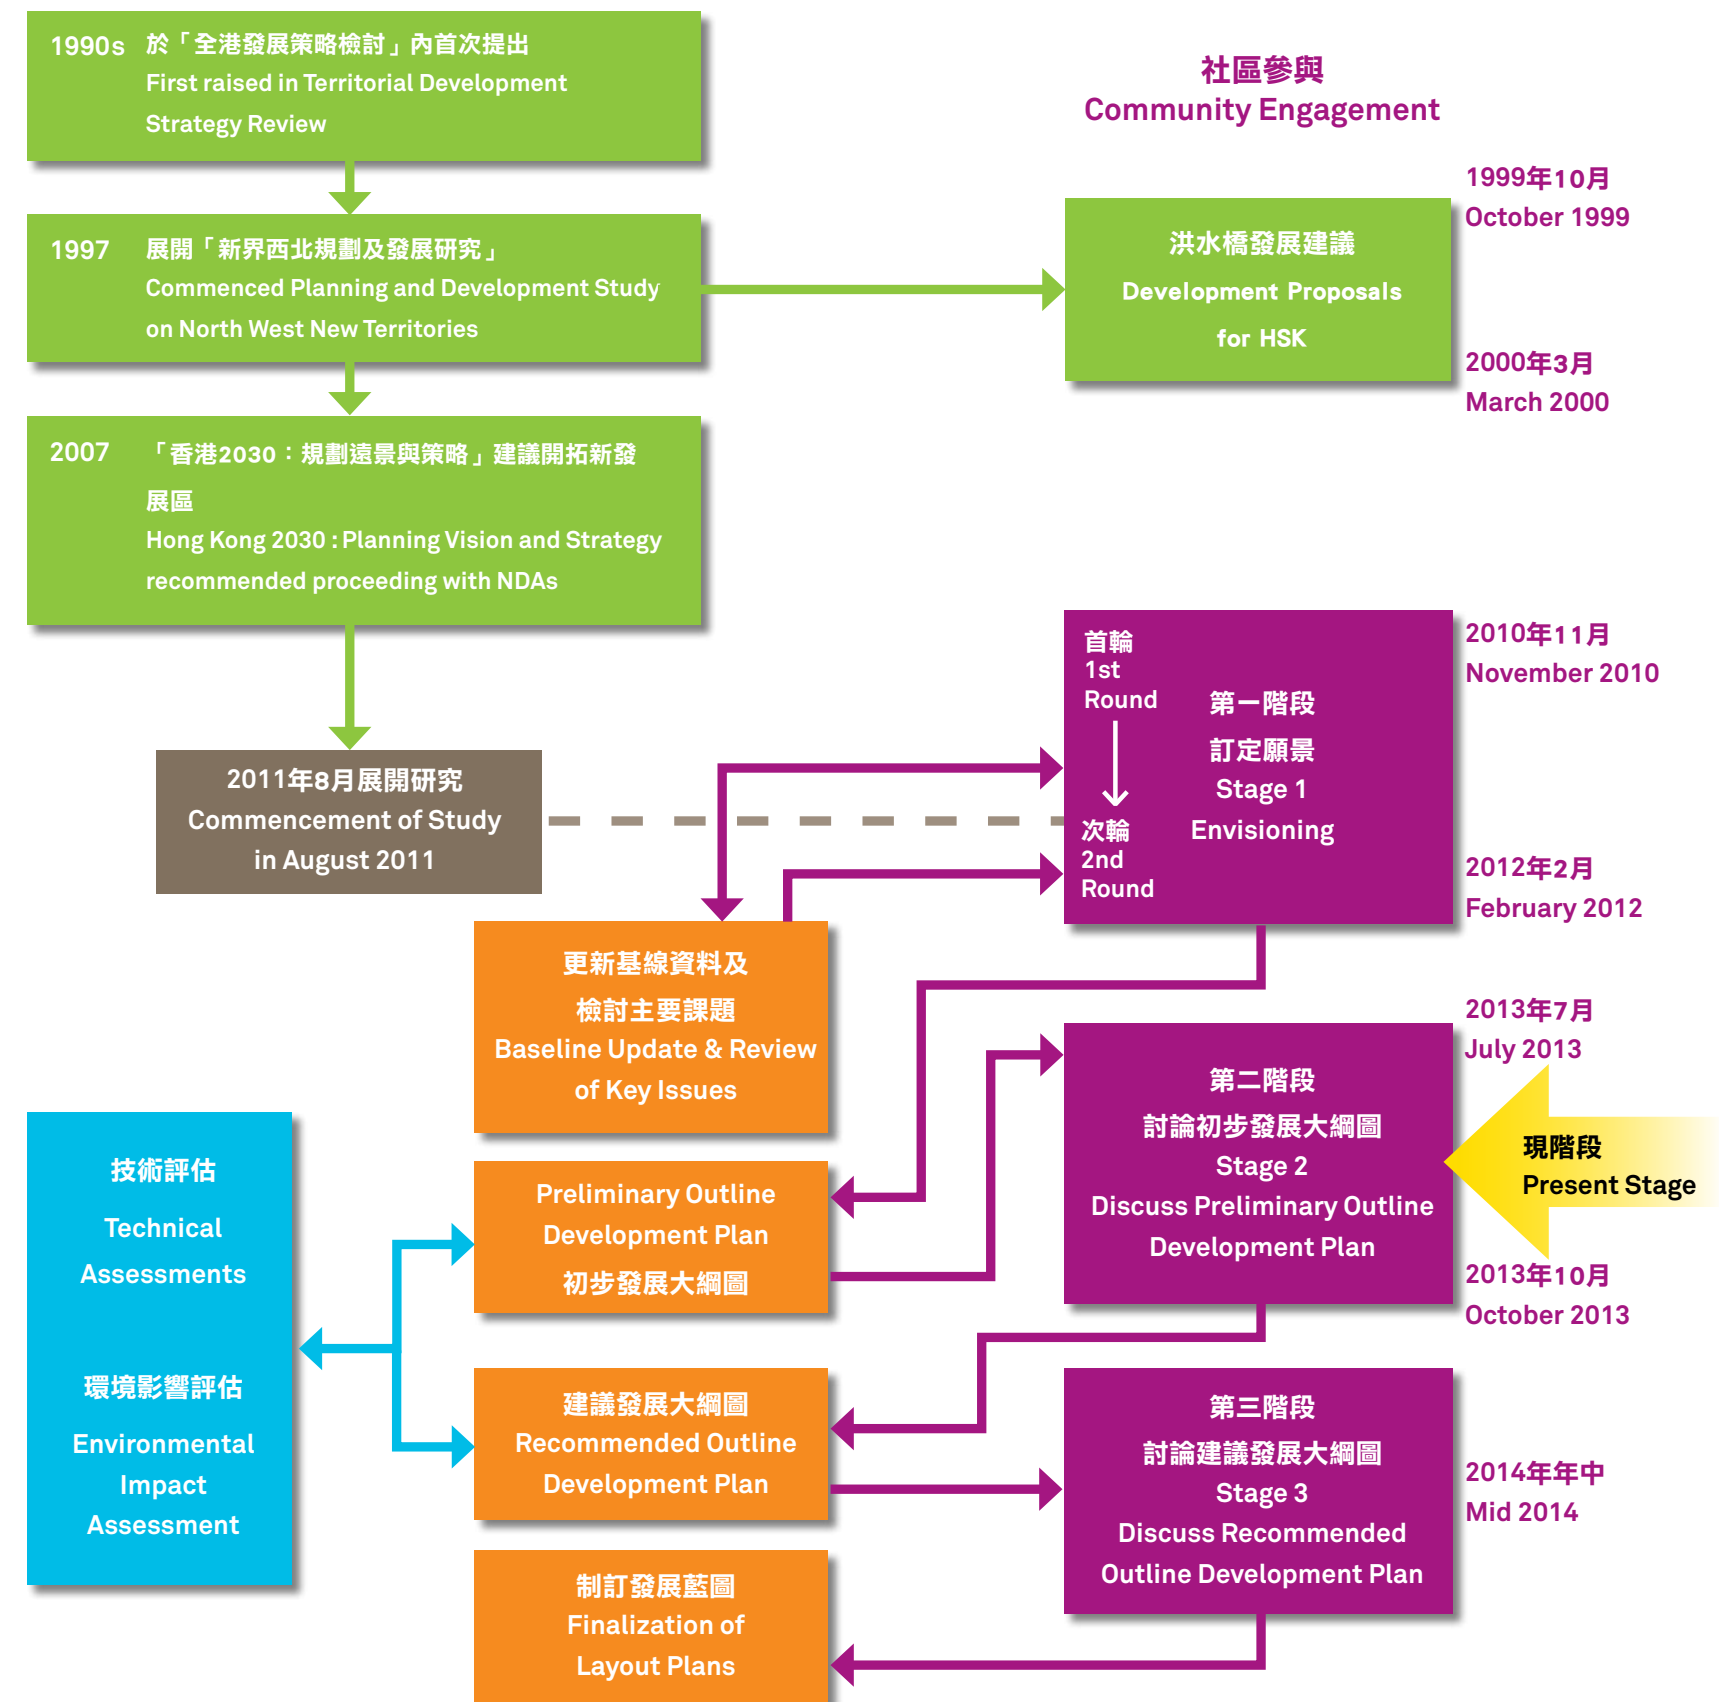 1990s 於「全港發展策略檢討」內首次提出
First raised in Territorial Development
Strategy Review
社區參與
Community Engagement
1997 展開「新界西北規劃及發展研究」
Commenced Planning and Development Study
on North West New Territories
1999年10月
October 1999
洪水橋發展建議
Development Proposals
for HSK
2000年3月
March 2000
2007 「香港2030：規劃遠景與策略」建議開拓新發
展區
Hong Kong 2030 : Planning Vision and Strategy
recommended proceeding with NDAs
2011年8月展開研究
Commencement of Study
in August 2011
首輪
1st
Round
次輪
2nd
Round
第一階段
訂定願景
Stage 1
Envisioning
2010年11月
November 2010
2012年2月
February 2012
更新基線資料及
檢討主要課題
Baseline Update & Review
of Key Issues
2013年7月
July 2013
第二階段
討論初步發展大綱圖
Stage 2
Discuss Preliminary Outline
Development Plan
現階段
Present Stage
2013年10月
October 2013
技術評估
Technical
Assessments
環境影響評估
Environmental
Impact
Assessment
Preliminary Outline
Development Plan
初步發展大綱圖
建議發展大綱圖
Recommended Outline
Development Plan
第三階段
討論建議發展大綱圖
Stage 3
Discuss Recommended
Outline Development Plan
2014年年中
Mid 2014
制訂發展藍圖
Finalization of
Layout Plans